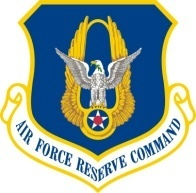 AIR FORCE RESERVE COMMAND